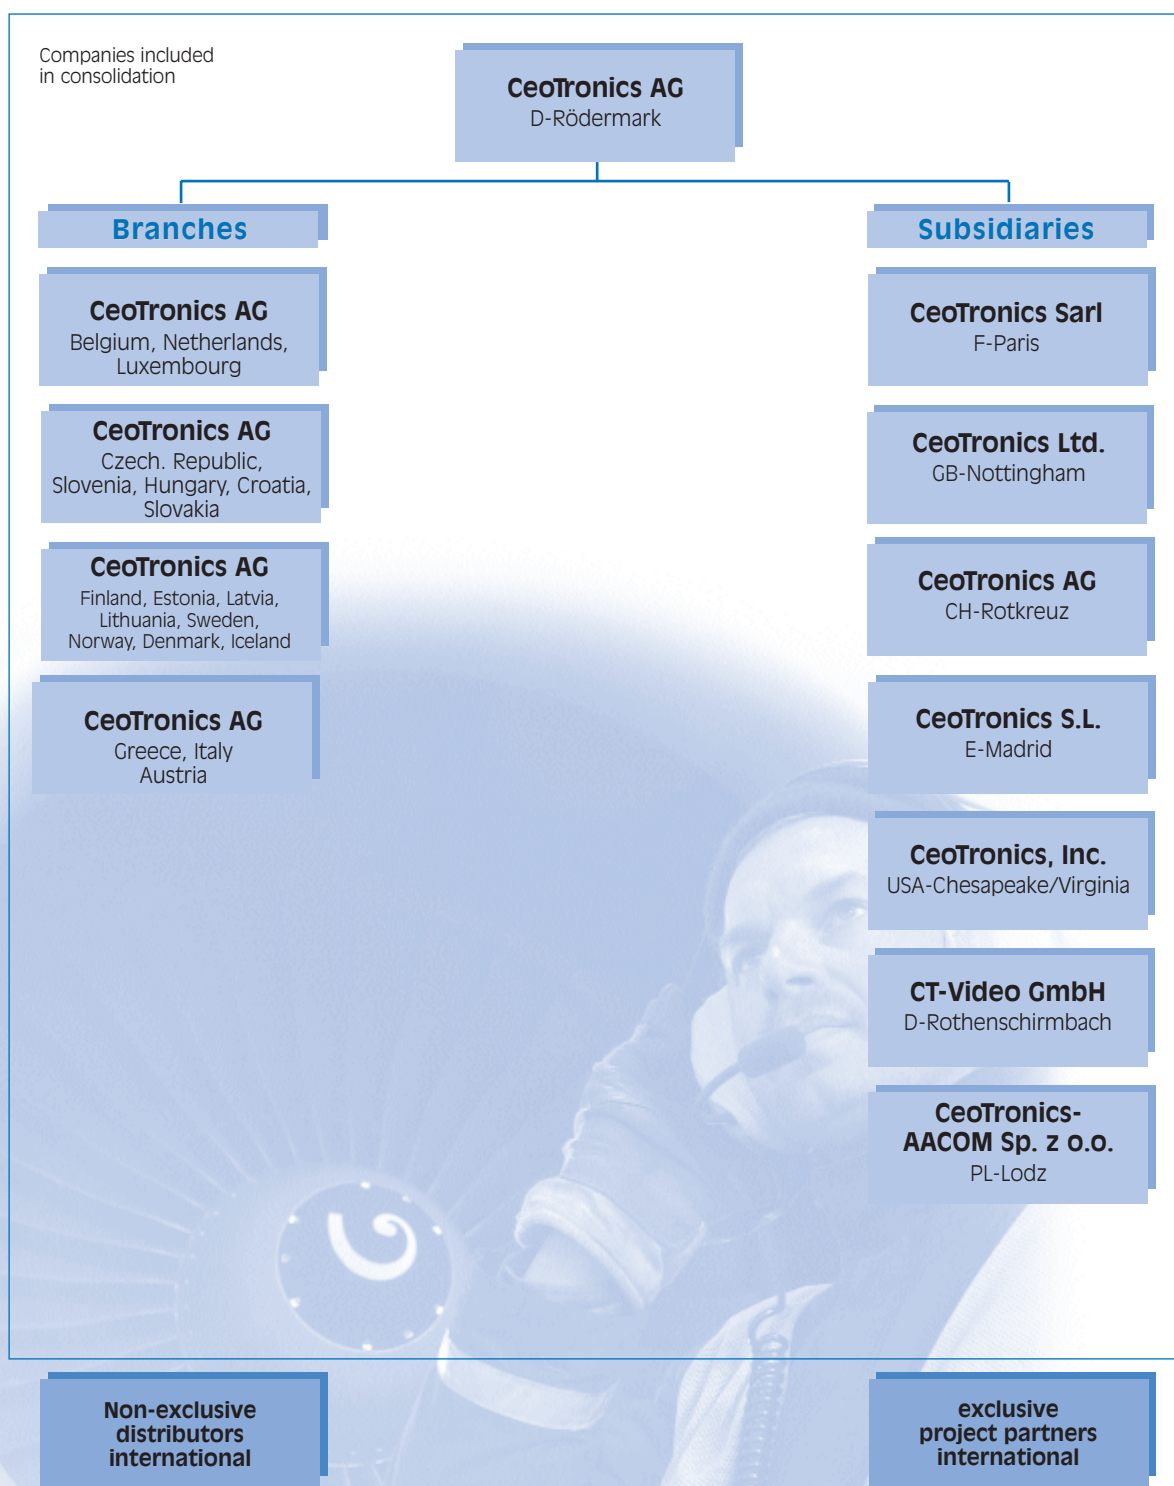 Companies included
in consolidation
CeoTronics AG
D-Rödermark
Branches
CeoTronics AG
Belgium, Netherlands,
Luxembourg
CeoTronics AG
Czech. Republic,
Slovenia, Hungary, Croatia,
Slovakia
CeoTronics AG
Finland, Estonia, Latvia,
Lithuania, Sweden,
Norway, Denmark, Iceland
CeoTronics AG
Greece, Italy
Austria
Subsidiaries
CeoTronics Sarl
F-Paris
CeoTronics Ltd.
GB-Nottingham
CeoTronics AG
CH-Rotkreuz
CeoTronics S.L.
E-Madrid
CeoTronics, Inc.
USA-Chesapeake/Virginia
CT-Video GmbH
D-Rothenschirmbach
CeoTronics-
AACOM Sp. z o.o.
PL-Lodz
Non-exclusive
distributors
international
exclusive
project partners
international